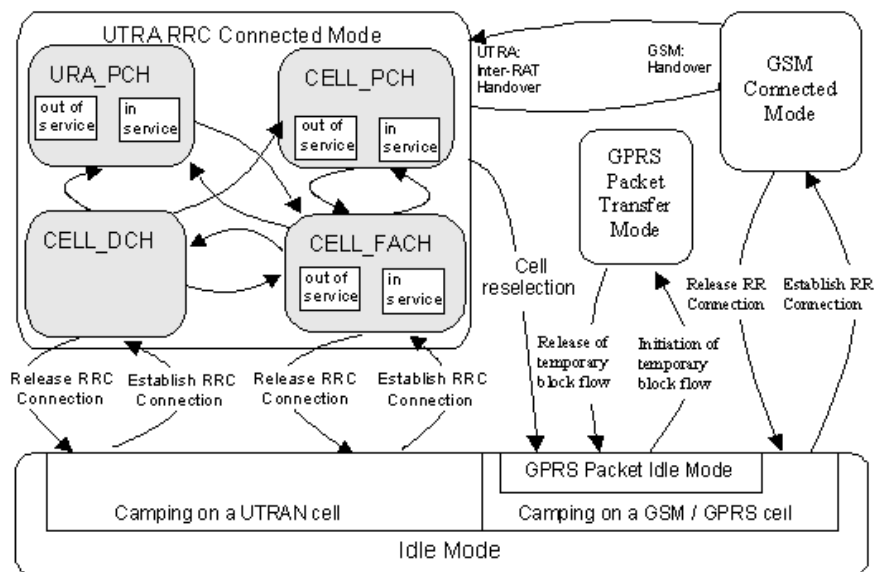 UTRA RRC Connected Mode
URA_PCH
out of
service
in
service
CELL_PCH
out of
service
in
service
CELL_DCH
CELL_FACH
out of
service
in
service
UTRA:
Inter-RAT
Handover
GSM:
Handover
GSM
Connected
Mode
GPRS
Packet
Transfer
Mode
Cell
reselection
Release RR
Connection
Establish RR
Connection
Release of
temporary
block flow
Initiation of
temporary
block flow
Release RRC
Connection
Establish RRC
Connection
Release RRC
Connection
Establish RRC
Connection
GPRS Packet Idle Mode
Camping on a UTRAN cell
Camping on a GSM / GPRS cell
Idle Mode